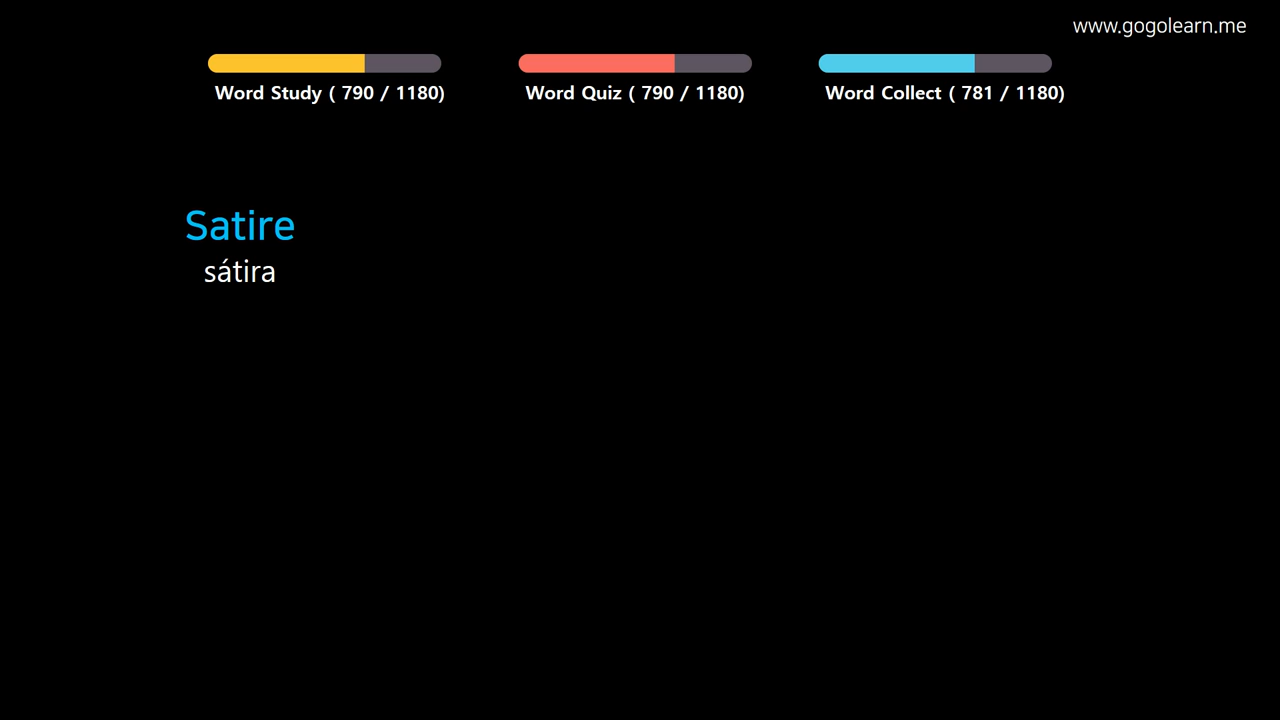 www.gogolearn.me
Word Study ( 790 / 1180)
Word Quiz ( 790 / 1180)
Word Collect ( 781 / 1180)
Satire
sátira